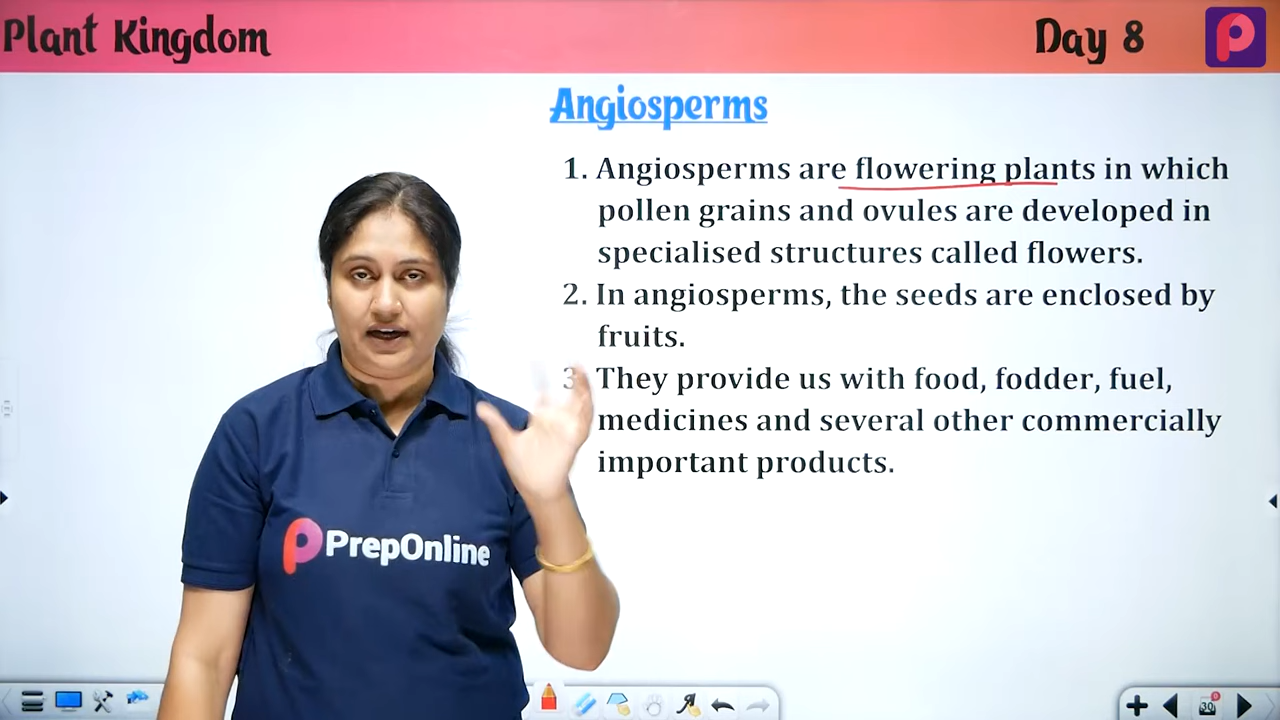 Plant Kingdom
Day 8
Angiosperms
1. Angiosperms are flowering plants in which
pollen grains and ovules are developed in
specialised structures called flowers.
2. In angiosperms, the seeds are enclosed by
fruits.
3. They provide us with food, fodder, fuel,
medicines and several other commercially
important products.
PrepOnline
30